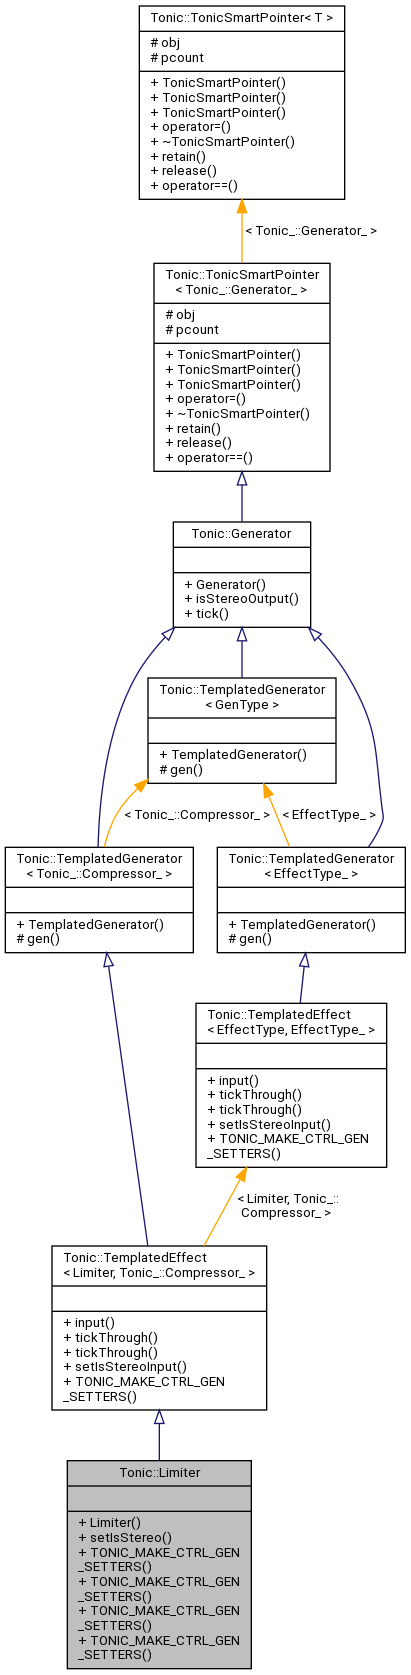 Tonic::TonicSmartPointer< T >
# obj
# pcount
+ TonicSmartPointer()
+ TonicSmartPointer()
+ TonicSmartPointer()
+ operator=()
+ ~TonicSmartPointer()
+ retain()
+ release()
+ operator==()
< Tonic_::Generator_ >
Tonic::TonicSmartPointer
< Tonic_::Generator_ >
# obj
# pcount
+ TonicSmartPointer()
+ TonicSmartPointer()
+ TonicSmartPointer()
+ operator=()
+ ~TonicSmartPointer()
+ retain()
+ release()
+ operator==()
Tonic::Generator
+ Generator()
+ isStereoOutput()
+ tick()
Tonic::TemplatedGenerator
< GenType >
+ TemplatedGenerator()
# gen()
< Tonic_::Compressor_ >
< EffectType_ >
Tonic::TemplatedGenerator
< Tonic_::Compressor_ >
+ TemplatedGenerator()
# gen()
Tonic::TemplatedGenerator
< EffectType_ >
+ TemplatedGenerator()
# gen()
Tonic::TemplatedEffect
< EffectType, EffectType_ >
+ input()
+ tickThrough()
+ tickThrough()
+ setIsStereoInput()
+ TONIC_MAKE_CTRL_GEN
_SETTERS()
< Limiter, Tonic_::
Compressor_ >
Tonic::TemplatedEffect
< Limiter, Tonic_::Compressor_ >
+ input()
+ tickThrough()
+ tickThrough()
+ setIsStereoInput()
+ TONIC_MAKE_CTRL_GEN
_SETTERS()
Tonic::Limiter
+ Limiter()
+ setIsStereo()
+ TONIC_MAKE_CTRL_GEN
_SETTERS()
+ TONIC_MAKE_CTRL_GEN
_SETTERS()
+ TONIC_MAKE_CTRL_GEN
_SETTERS()
+ TONIC_MAKE_CTRL_GEN
_SETTERS()